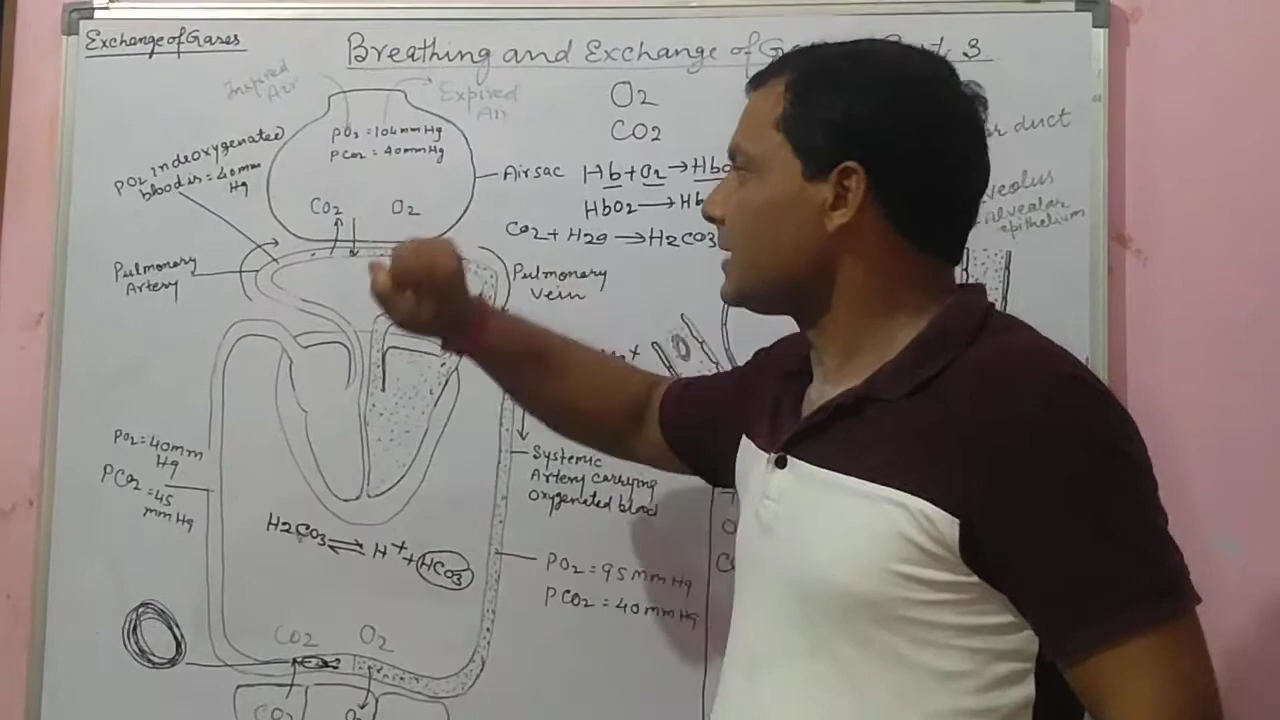 Exchange of Gases
Breathing and Exchange of 3
Inspired
Air
Expired
Air
PO2 = 104 mm Hg
PCO2 = 40 mm Hg
CO2 O2
Air sac
PO2 in deoxygenated
blood is = 40 mm
Hg
Pulmonary
Artery
Pulmonary
Vein
O2
CO2
Hb + O2 → Hb
HbO2 → Hb
CO2 + H2O → H2CO3
duct
alveolar
epithelium
PO2 = 40 mm
Hg
PCO2 = 45
mm Hg
Systemic
Artery carrying
Oxygenated blood
H2CO3 ⇌ H+ + HCO3
PO2 = 95 mm Hg
PCO2 = 40 mm Hg
CO2 O2
CO2